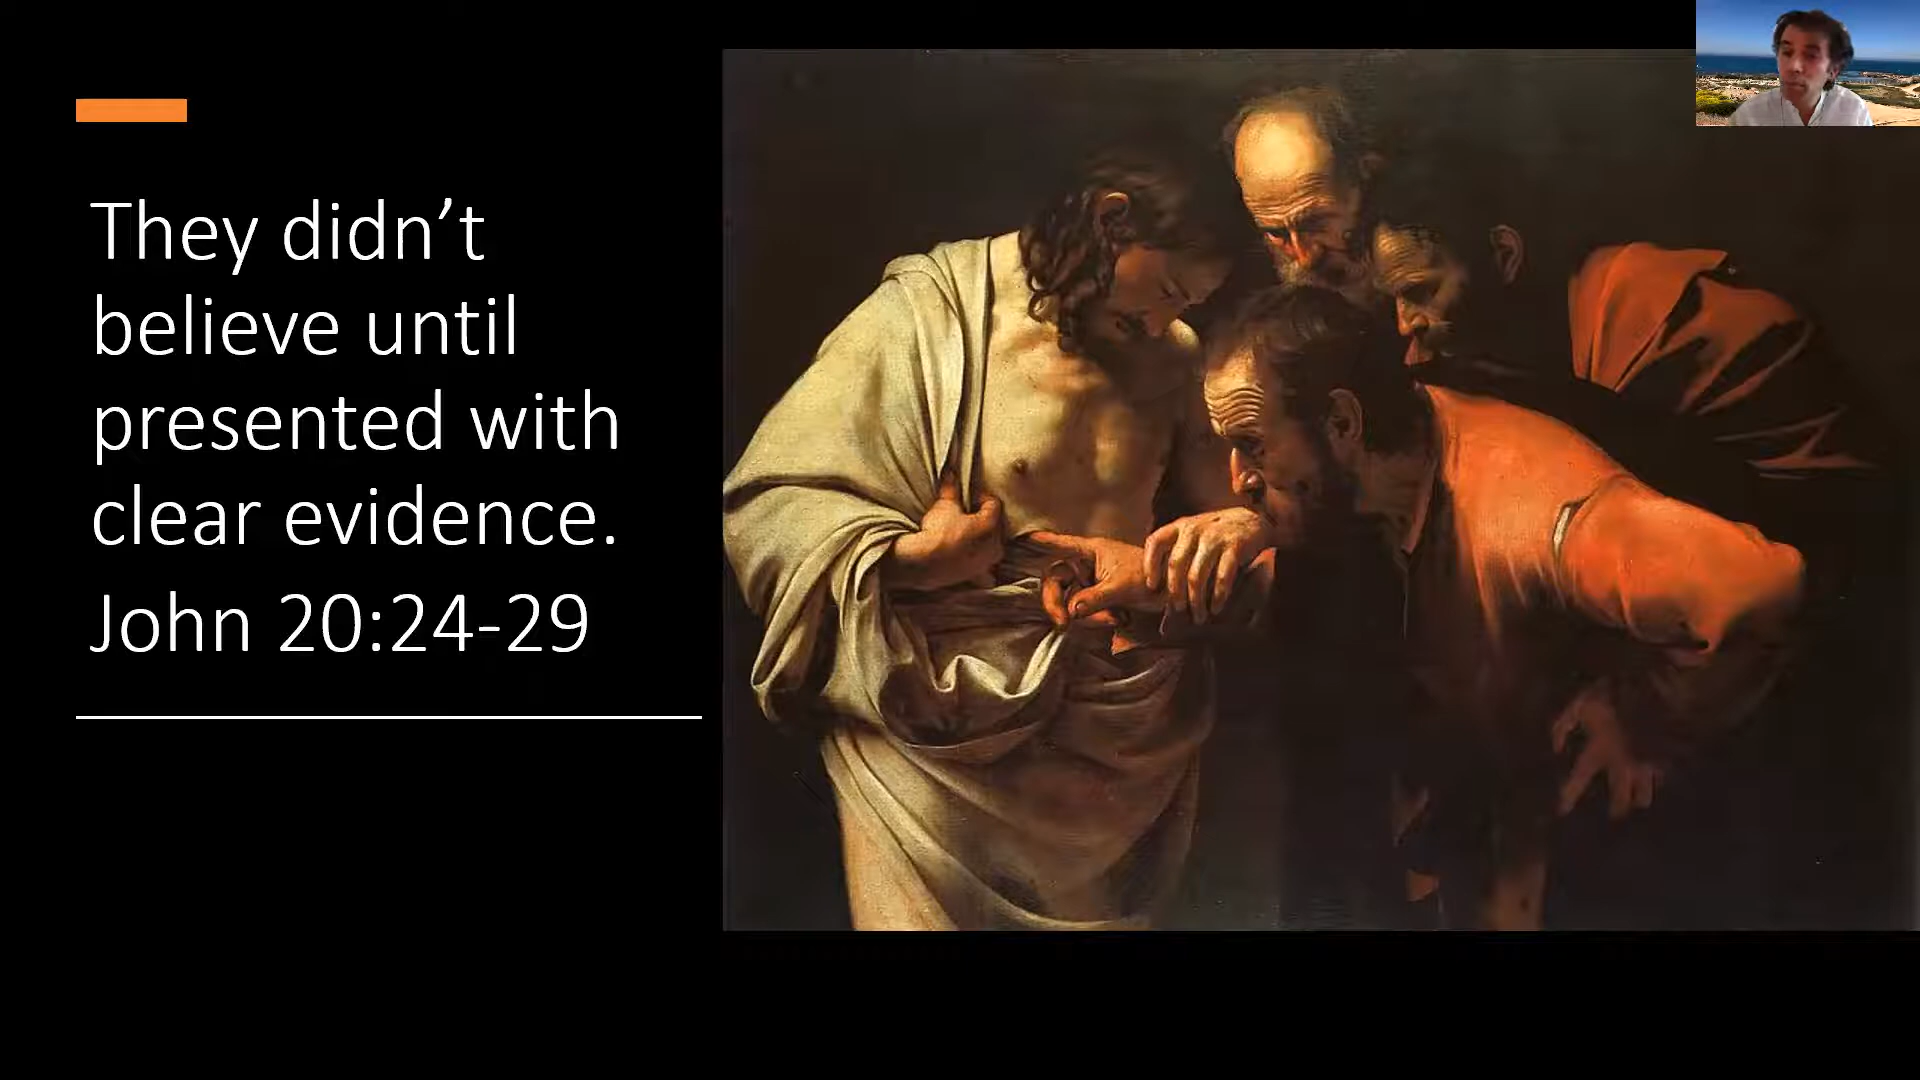 They didn’t
believe until
presented with
clear evidence.
John 20:24-29